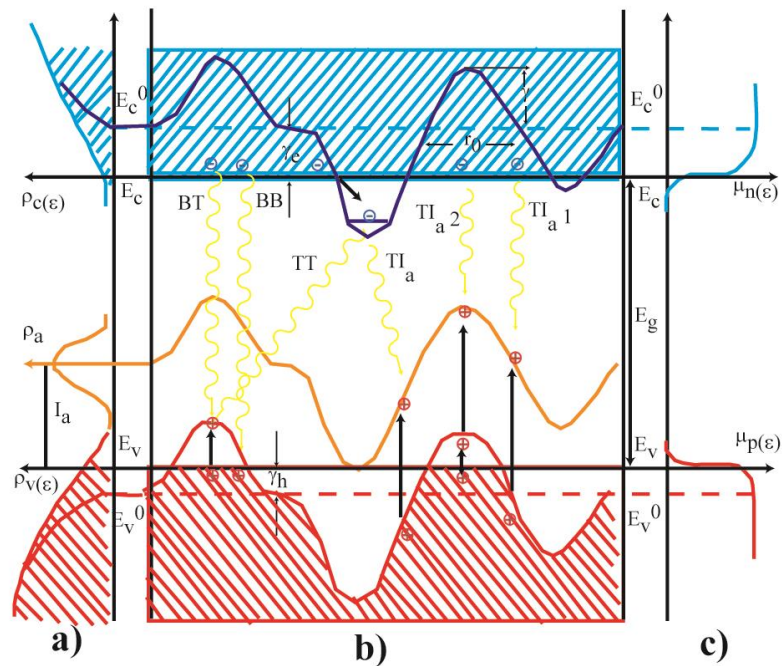 E_c^0
E_c^0
γ
r_0
γ_e
ρ_c(ε)
E_c
E_c
μ_n(ε)
BT
BB
TI_a 2
TI_a 1
TT
TI_a
E_g
ρ_a
I_a
E_v
E_v
μ_p(ε)
ρ_v(ε)
γ_h
E_v^0
E_v^0
a)
b)
c)